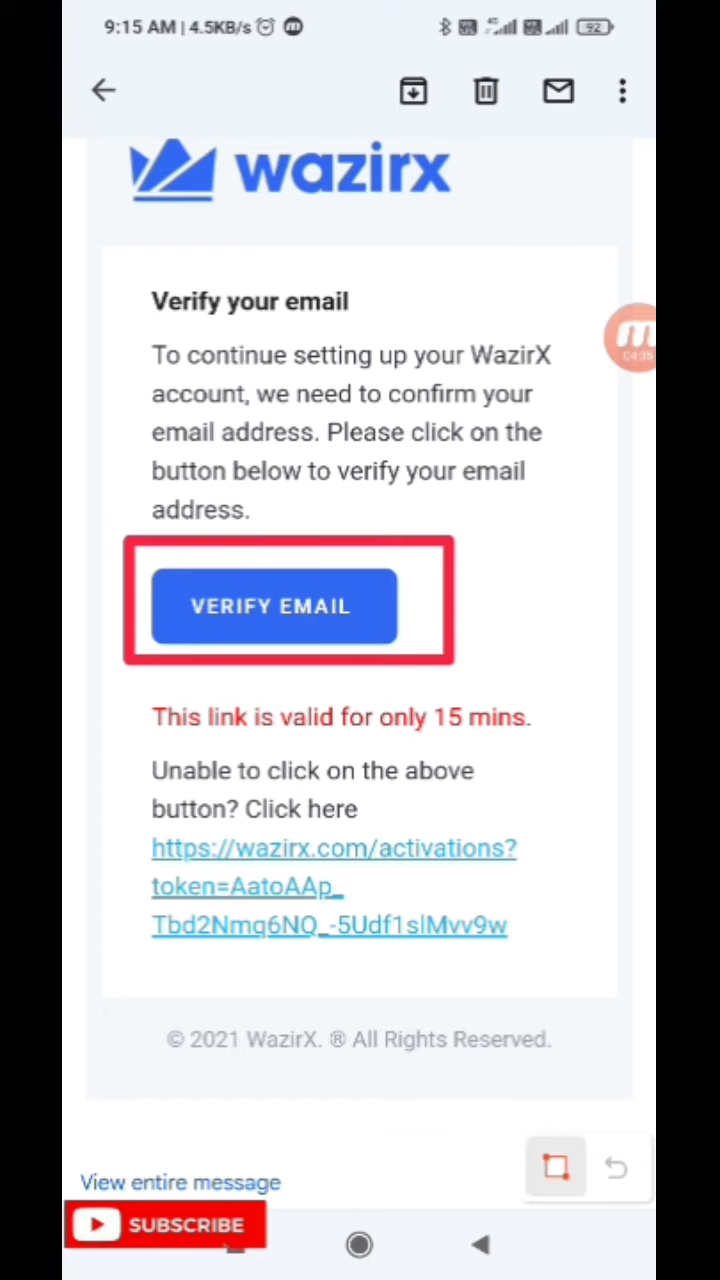 9:15 AM | 4.5KB/s
92
wazirx
Verify your email
To continue setting up your WazirX
account, we need to confirm your
email address. Please click on the
button below to verify your email
address.
VERIFY EMAIL
This link is valid for only 15 mins.
Unable to click on the above
button? Click here
https://wazirx.com/activations?
token=AatoAAp_
Tbd2Nmq6NQ_-5Udf1slMvv9w
© 2021 WazirX. ® All Rights Reserved.
View entire message
SUBSCRIBE